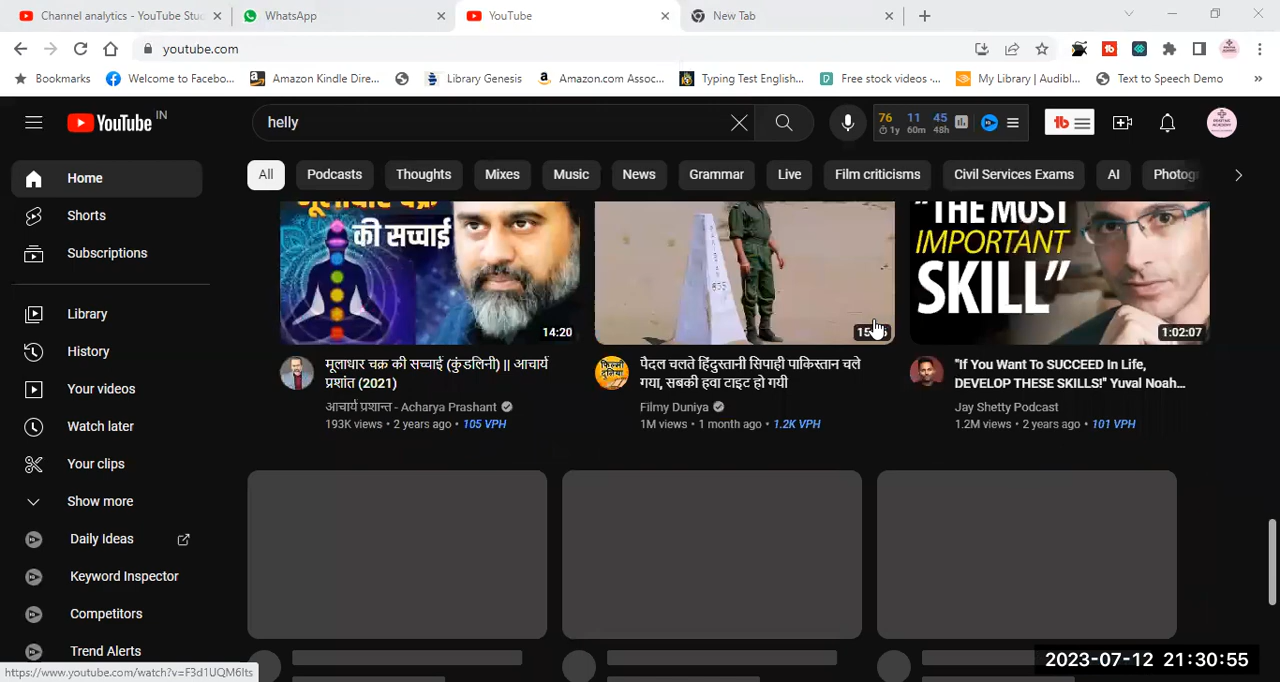 Channel analytics - YouTube Stu
WhatsApp
YouTube
New Tab
youtube.com
Bookmarks
Welcome to Facebo...
Amazon Kindle Dire...
Library Genesis
Amazon.com Assoc...
Typing Test English...
Free stock videos -...
My Library | Audibl...
Text to Speech Demo
»
YouTube IN
helly
76 11 45
1y 60m 48h
tb
Home
All
Podcasts
Thoughts
Mixes
Music
News
Grammar
Live
Film criticisms
Civil Services Exams
AI
Photog
Shorts
Subscriptions
Library
History
Your videos
Watch later
Your clips
Show more
Daily Ideas
Keyword Inspector
Competitors
Trend Alerts
मूलाधार चक्र
की सच्चाई
14:20
855
"THE MOST
IMPORTANT
SKILL"
1:02:07
मूलाधार चक्र की सच्चाई (कुंडलिनी) || आचार्य
प्रशांत (2021)
आचार्य प्रशान्त - Acharya Prashant
193K views • 2 years ago • 105 VPH
पैदल चलते हिंदुस्तानी सिपाही पाकिस्तान चले
गया, सबकी हवा टाइट हो गयी
Filmy Duniya
1M views • 1 month ago • 1.2K VPH
"If You Want To SUCCEED In Life,
DEVELOP THESE SKILLS!" Yuval Noah...
Jay Shetty Podcast
1.2M views • 2 years ago • 101 VPH
https://www.youtube.com/watch?v=F3d1UQM6Its
2023-07-12 21:30:55